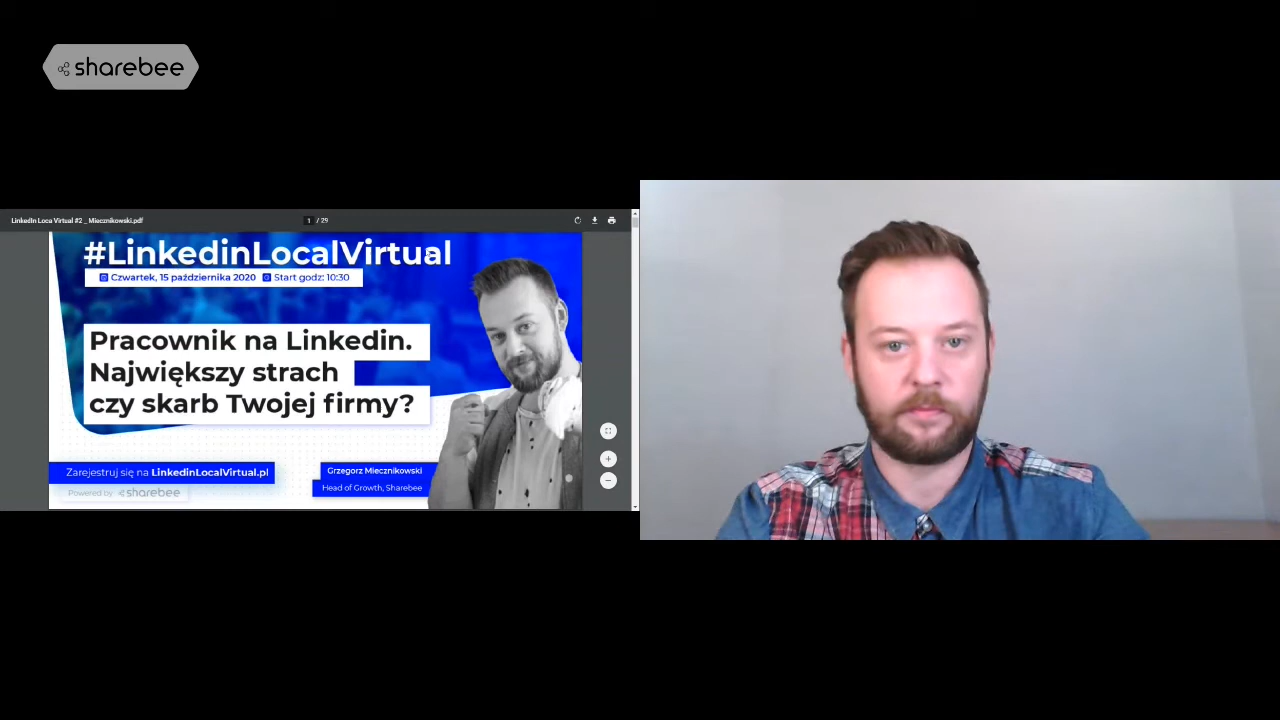 sharebee
LinkedIn Loca Virtual #2 _ Miecznikowski.pdf
1 / 29
#LinkedinLocalVirtual
Czwartek, 15 października 2020 Start godz: 10:30
Pracownik na Linkedin.
Największy strach
czy skarb Twojej firmy?
Zarejestruj się na LinkedinLocalVirtual.pl
Grzegorz Miecznikowski
Head of Growth, Sharebee
Powered by sharebee